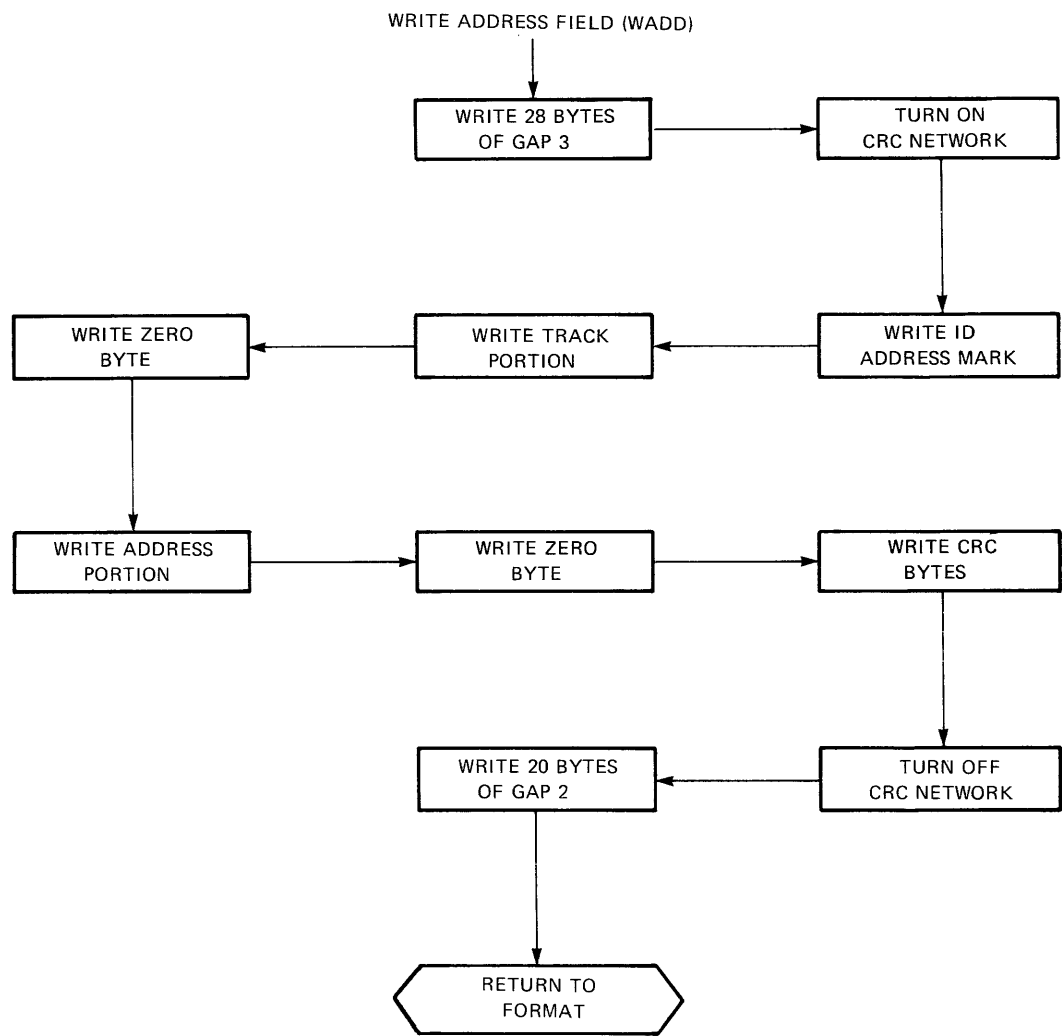 WRITE ADDRESS FIELD (WADD)
WRITE 28 BYTES
OF GAP 3
TURN ON
CRC NETWORK
WRITE ID
ADDRESS MARK
WRITE TRACK
PORTION
WRITE ZERO
BYTE
WRITE ADDRESS
PORTION
WRITE ZERO
BYTE
WRITE CRC
BYTES
TURN OFF
CRC NETWORK
WRITE 20 BYTES
OF GAP 2
RETURN TO
FORMAT